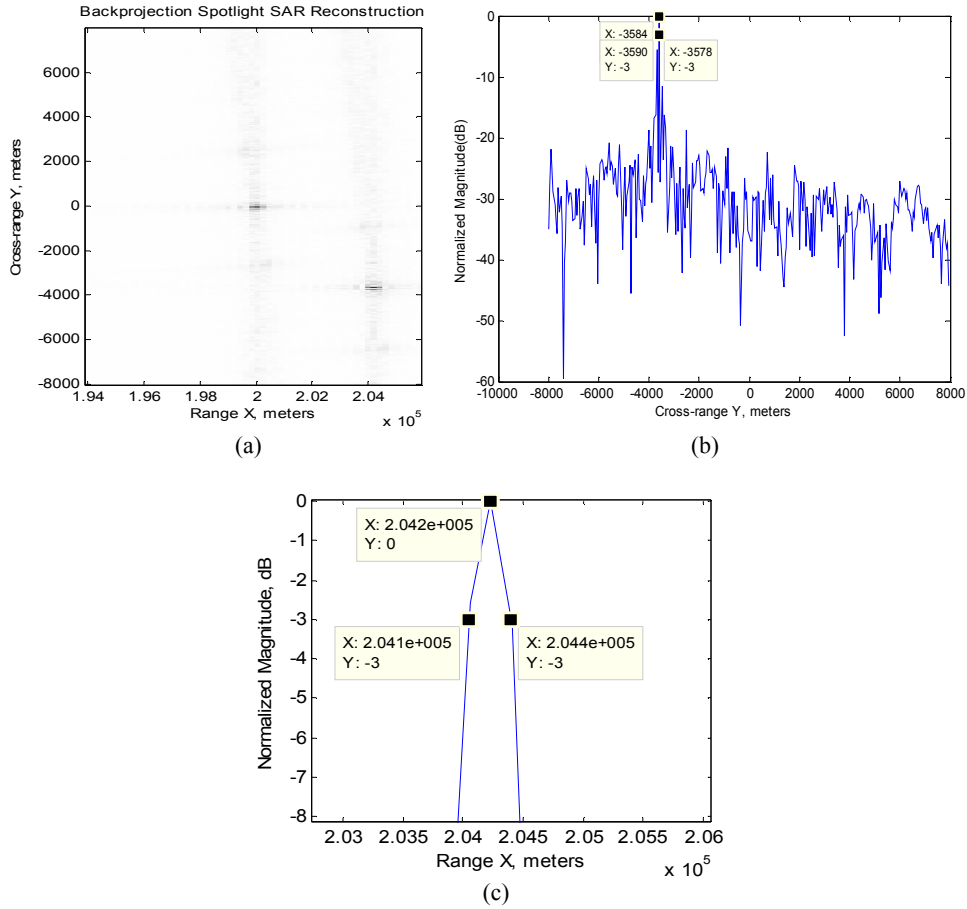 Backprojection Spotlight SAR Reconstruction
Cross-range Y, meters
6000
4000
2000
0
-2000
-4000
-6000
-8000
1.94
1.96
1.98
2
2.02
2.04
Range X, meters
x 10^5
(a)
Normalized Magnitude(dB)
0
-10
-20
-30
-40
-50
-60
X: -3584
X: -3590
Y: -3
X: -3578
Y: -3
-10000
-8000
-6000
-4000
-2000
0
2000
4000
6000
8000
Cross-range Y, meters
(b)
Normalized Magnitude, dB
0
-1
-2
-3
-4
-5
-6
-7
-8
X: 2.042e+005
Y: 0
X: 2.041e+005
Y: -3
X: 2.044e+005
Y: -3
2.03
2.035
2.04
2.045
2.05
2.055
2.06
Range X, meters
x 10^5
(c)